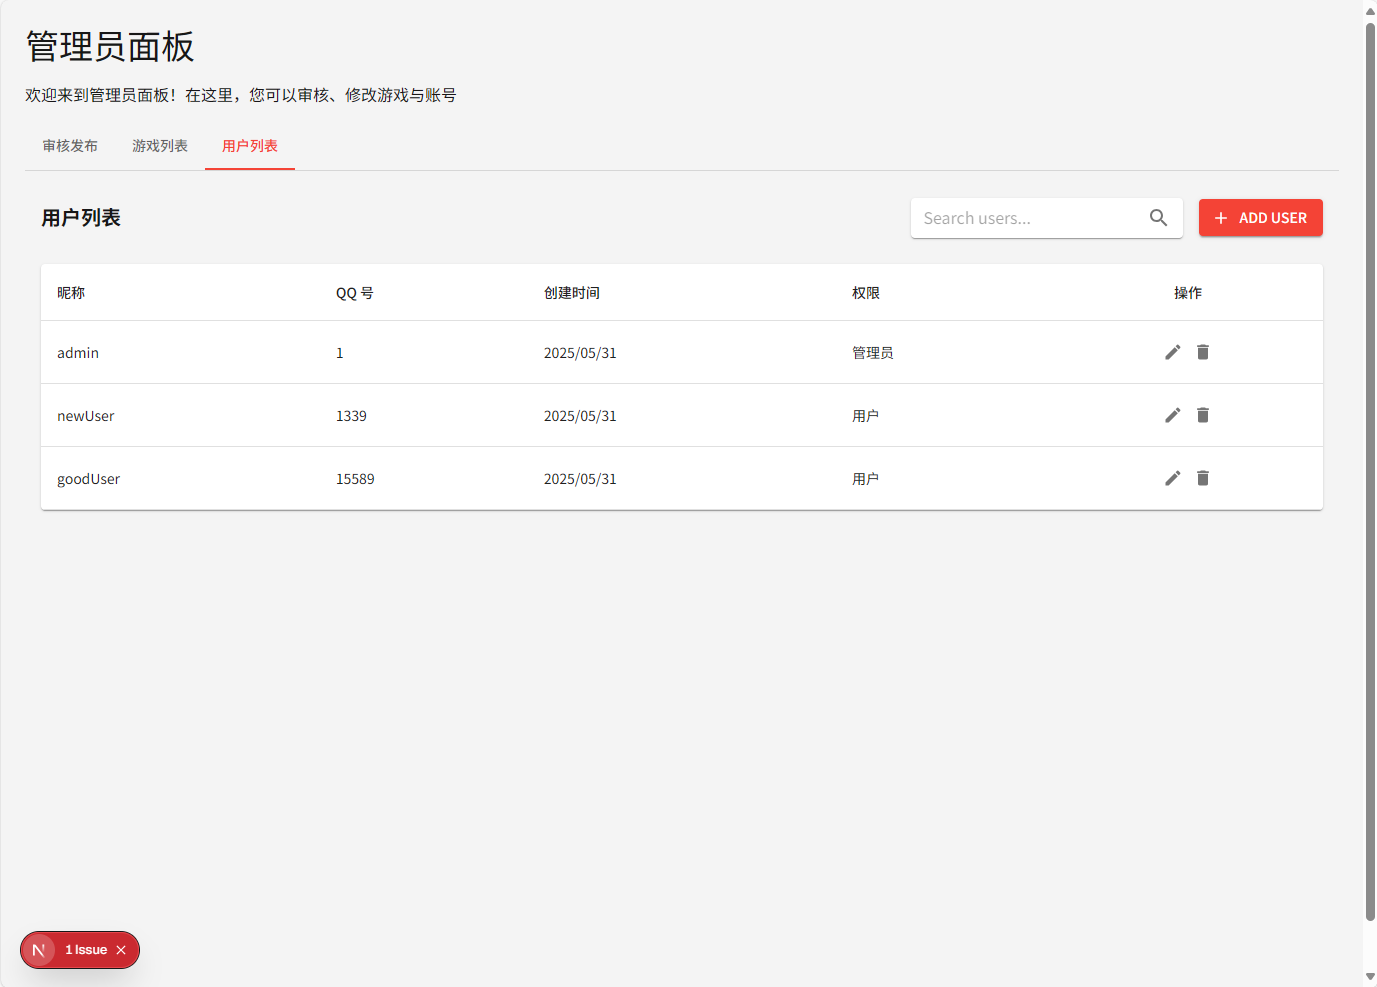 管理员面板
欢迎来到管理员面板！在这里，您可以审核、修改游戏与账号
审核发布 游戏列表 用户列表
用户列表 Search users... ADD USER
昵称 QQ 号 创建时间 权限 操作
admin 1 2025/05/31 管理员
newUser 1339 2025/05/31 用户
goodUser 15589 2025/05/31 用户
N 1 Issue